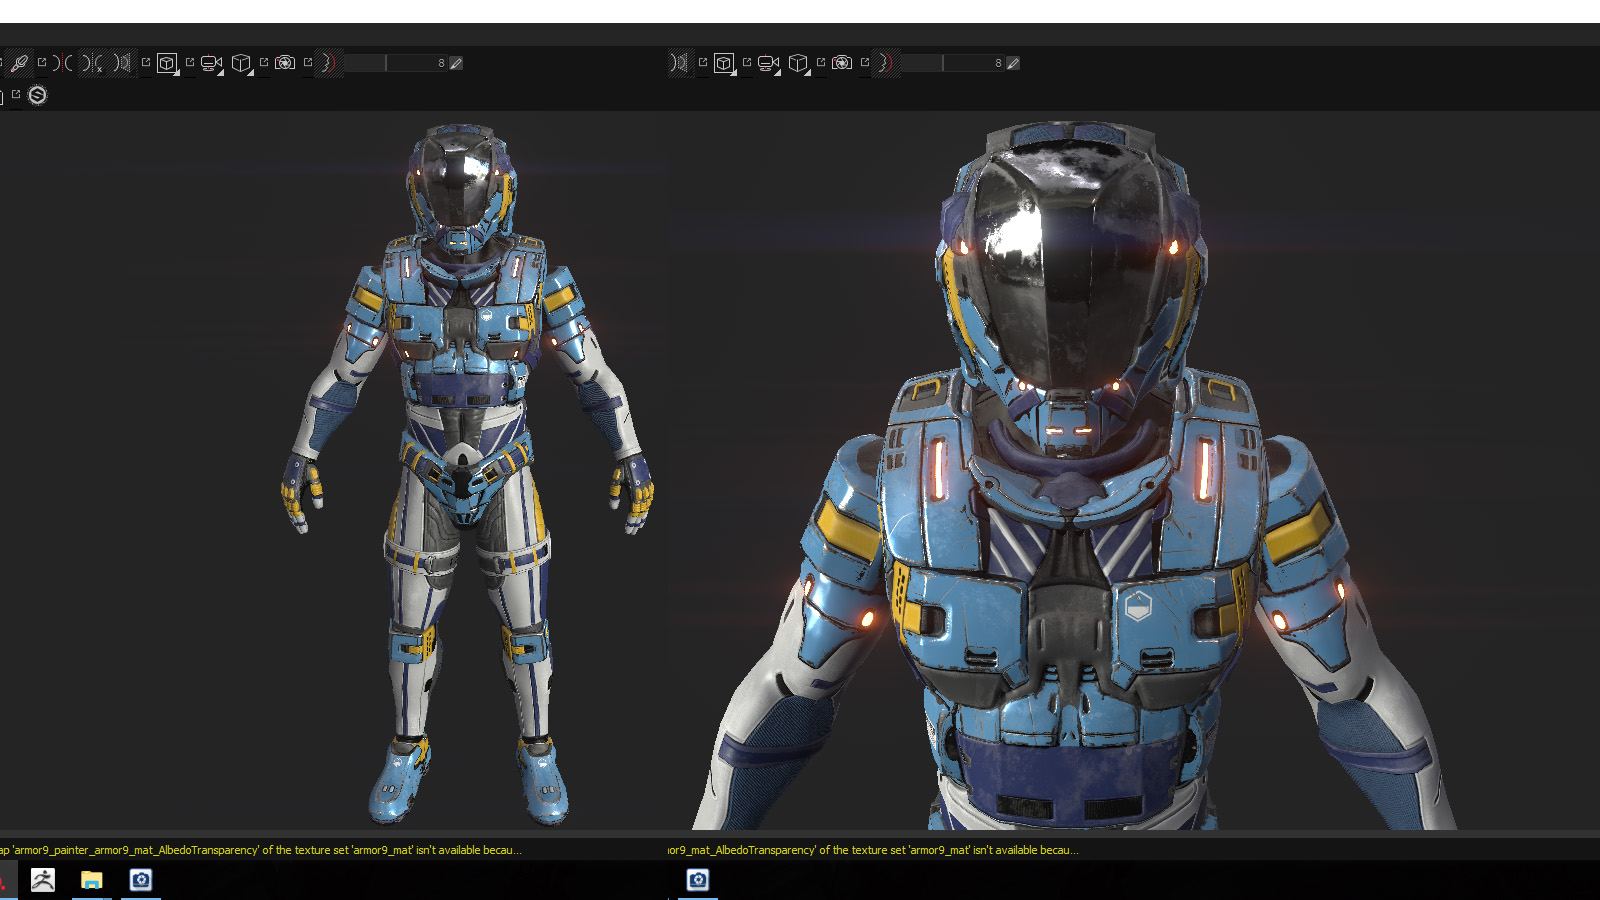 8
8
ap 'armor9_painter_armor9_mat_AlbedoTransparency' of the texture set 'armor9_mat' isn't available becau...
or9_mat_AlbedoTransparency' of the texture set 'armor9_mat' isn't available becau...